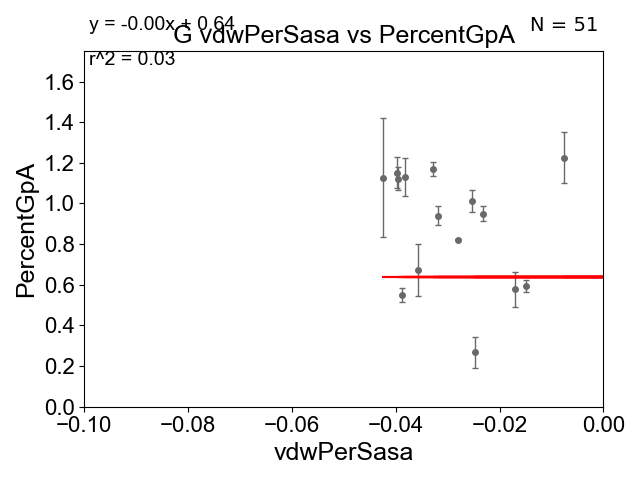 y = -0.00x + 0.64
G vdwPerSasa vs PercentGpA
N = 51
r^2 = 0.03
PercentGpA
1.6
1.4
1.2
1.0
0.8
0.6
0.4
0.2
0.0
−0.10
−0.08
−0.06
−0.04
−0.02
0.00
vdwPerSasa